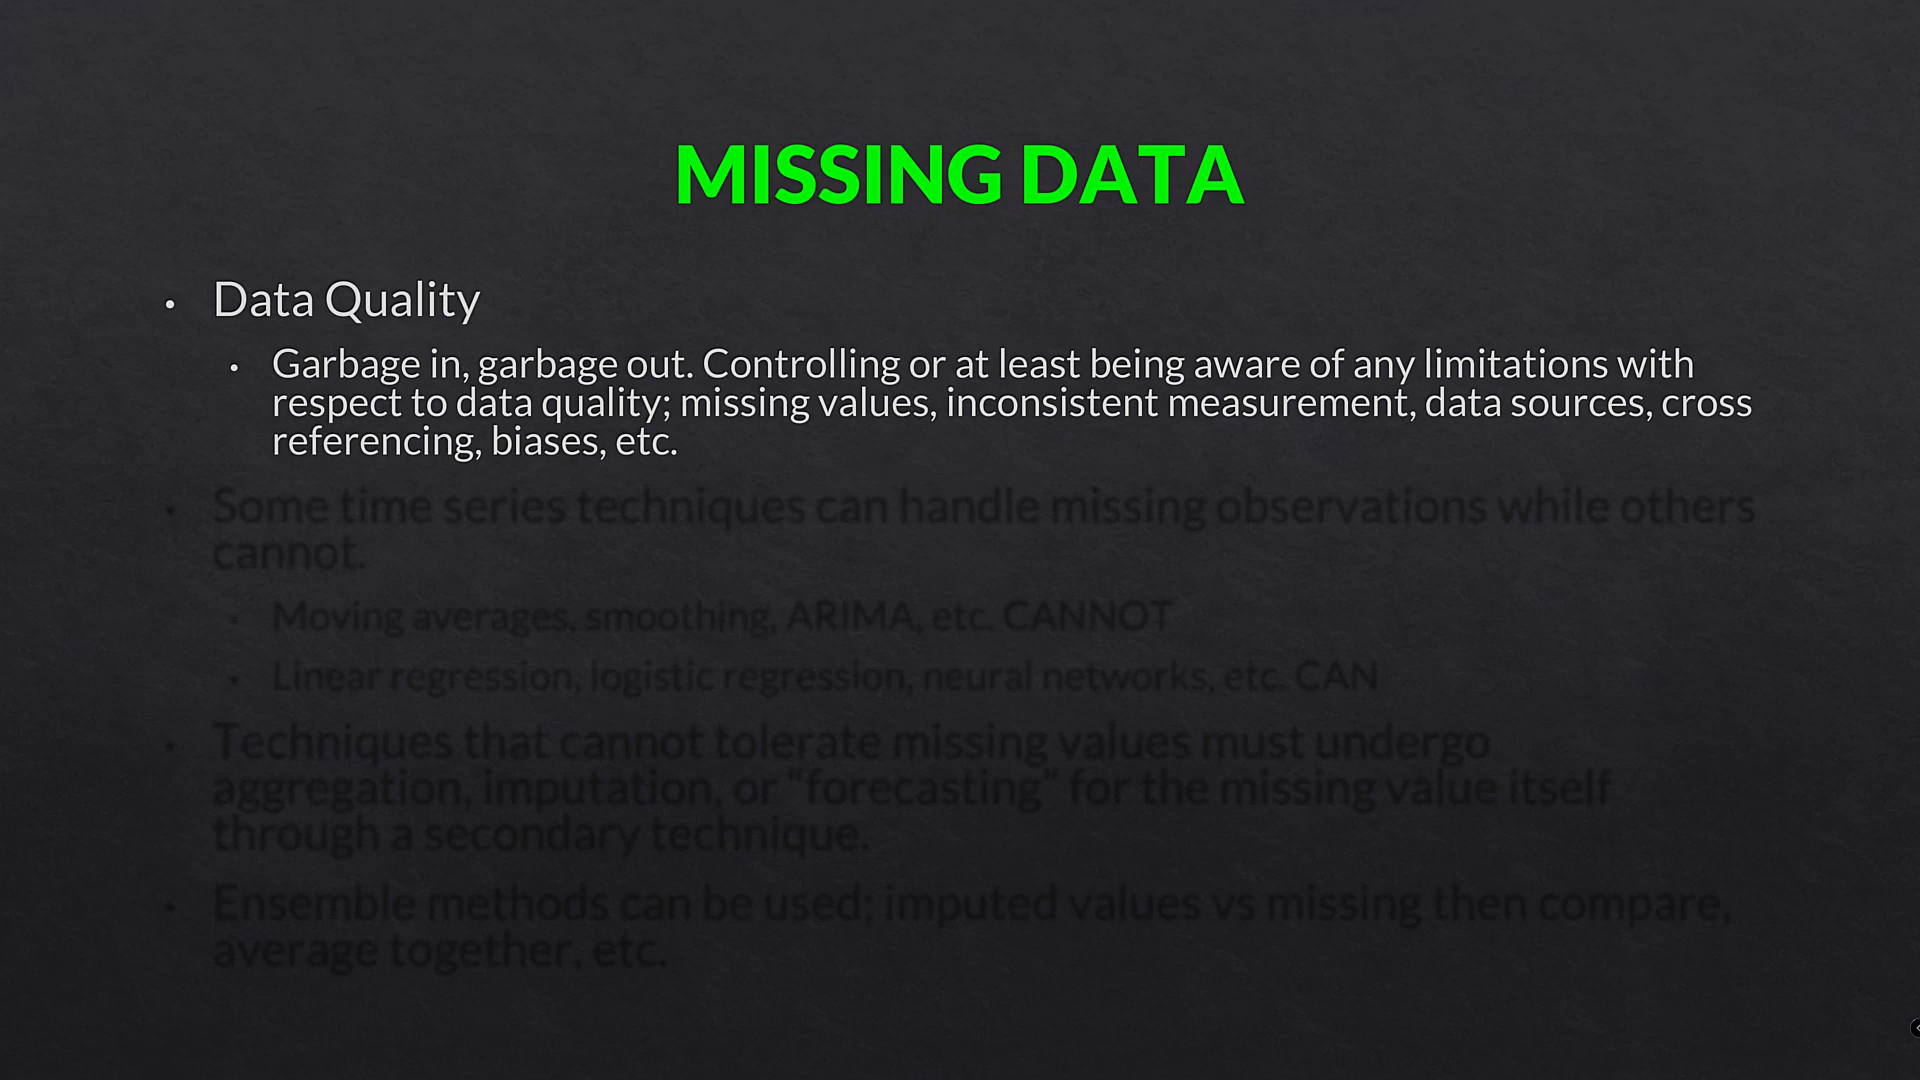 MISSING DATA
• Data Quality
• Garbage in, garbage out. Controlling or at least being aware of any limitations with
respect to data quality; missing values, inconsistent measurement, data sources, cross
referencing, biases, etc.
• Some time series techniques can handle missing observations while others
cannot.
• Moving averages, smoothing, ARIMA, etc. CANNOT
• Linear regression, logistic regression, neural networks, etc. CAN
• Techniques that cannot tolerate missing values must undergo
aggregation, imputation, or "forecasting" for the missing value itself
through a secondary technique.
• Ensemble methods can be used; imputed values vs missing then compare,
average together, etc.